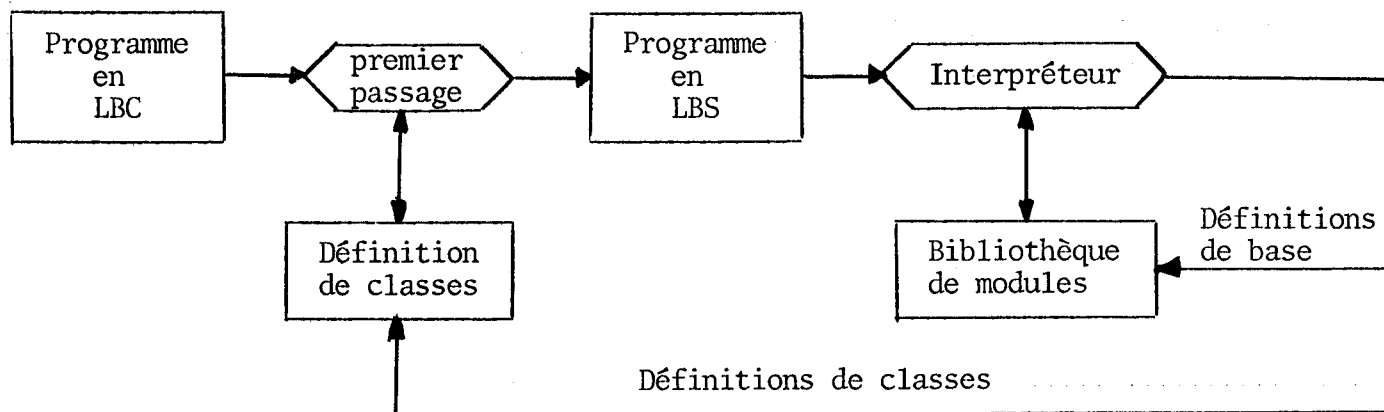 Programme
en
LBC
premier
passage
Programme
en
LBS
Interpréteur
Définition
de classes
Bibliothèque
de modules
Définitions
de base
Définitions de classes